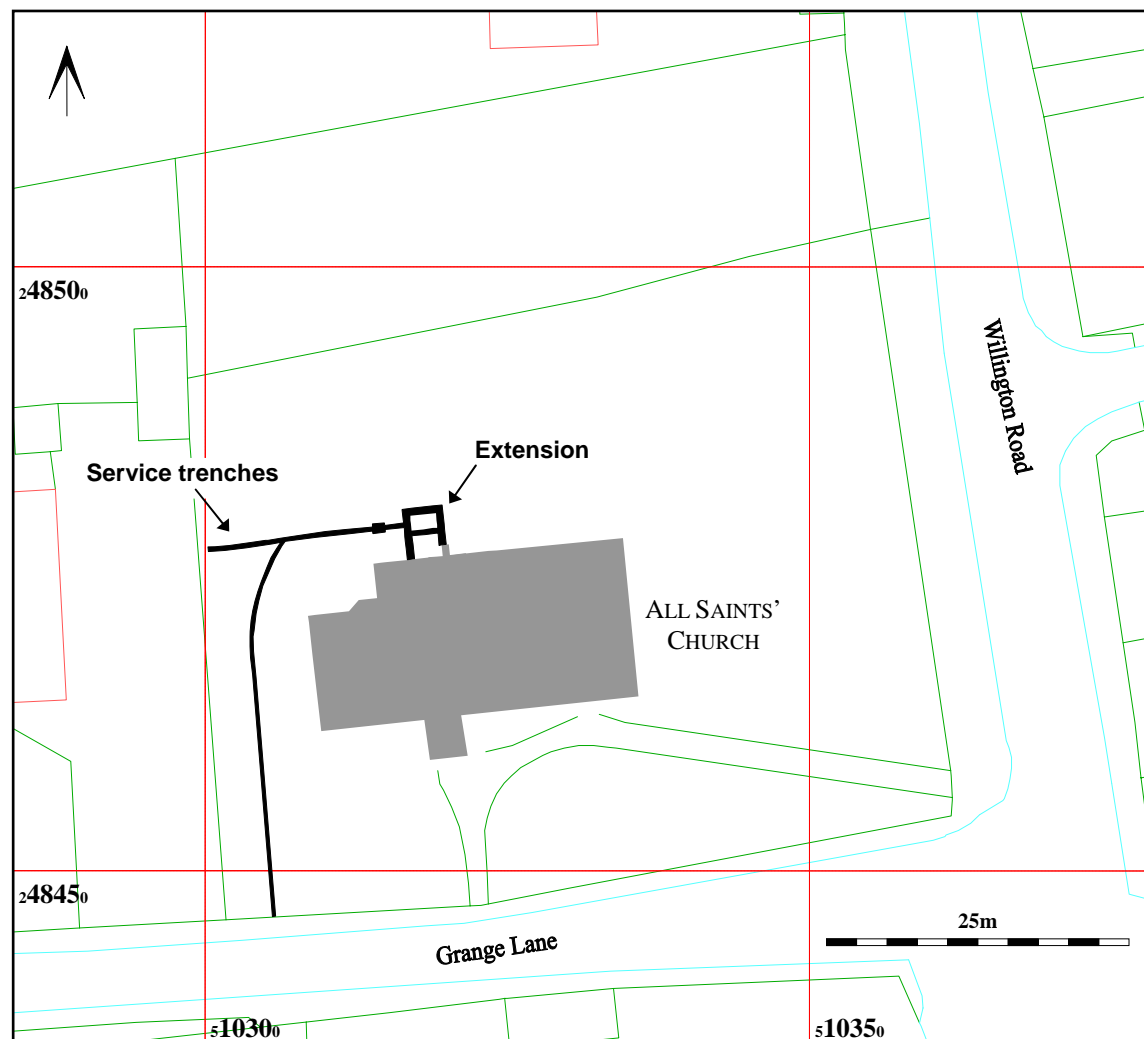 248500
Willington Road
Extension
Service trenches
ALL SAINTS'
CHURCH
248450
25m
Grange Lane
510300
510350